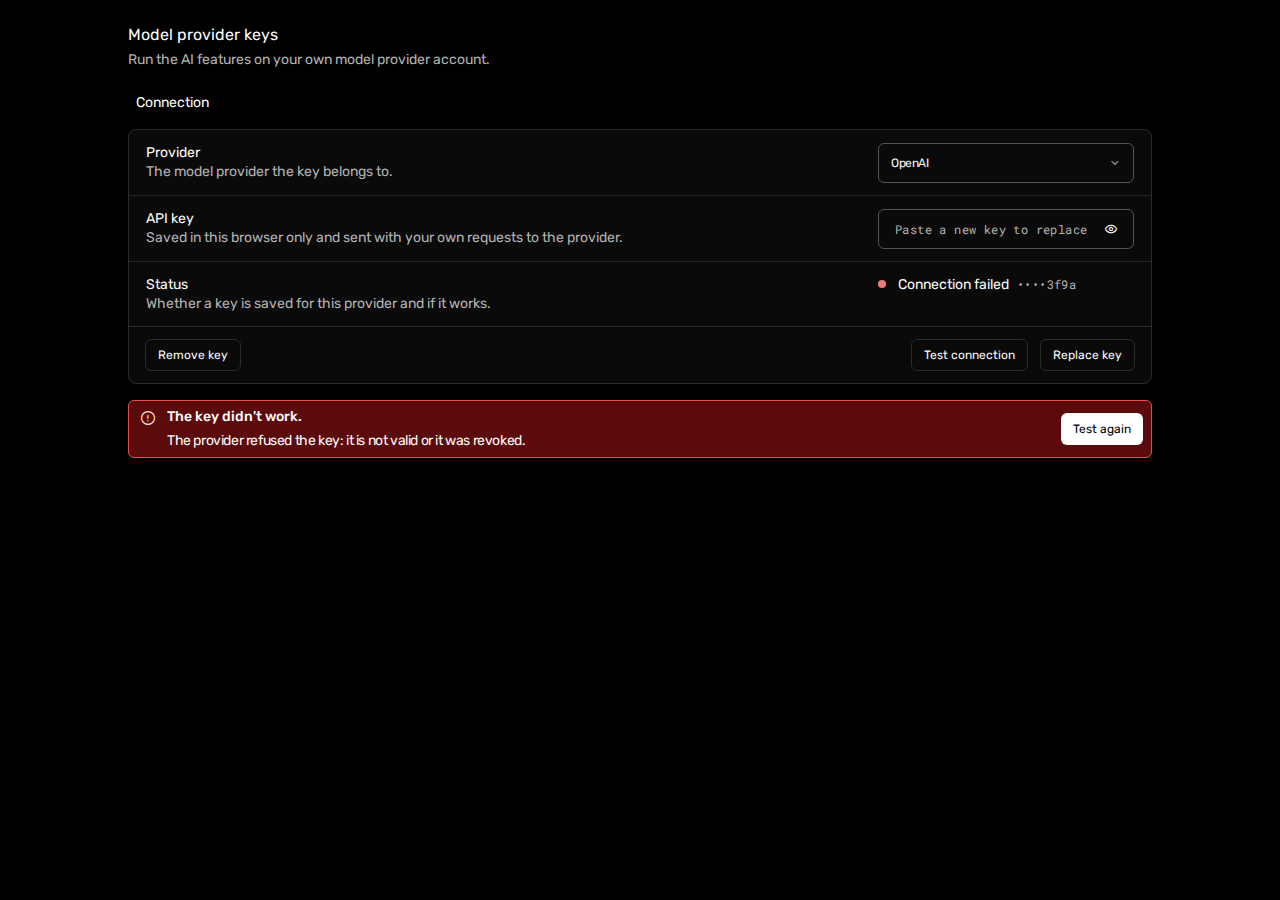 Model provider keys
Run the AI features on your own model provider account.
Connection
Provider
The model provider the key belongs to.
OpenAI
API key
Saved in this browser only and sent with your own requests to the provider.
Paste a new key to replace
Status
Whether a key is saved for this provider and if it works.
Connection failed ••••3f9a
Remove key
Test connection
Replace key
The key didn't work.
The provider refused the key: it is not valid or it was revoked.
Test again